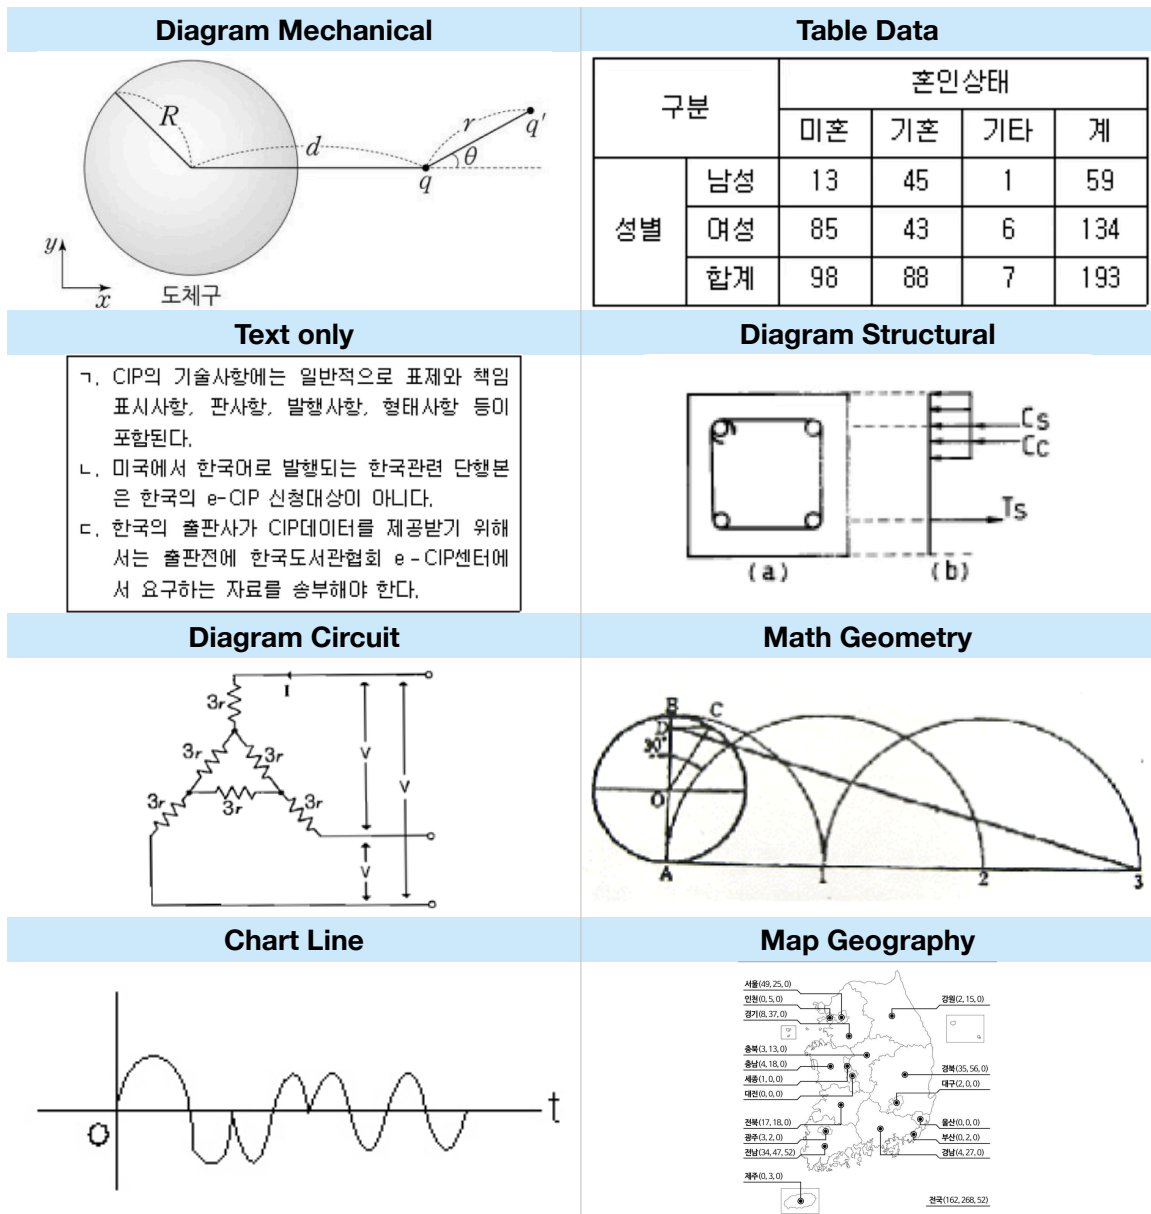 Diagram Mechanical
R
d
r
q'
θ
q
y
x
도체구
Table Data
구분 혼인상태
미혼 기혼 기타 계
성별 남성 13 45 1 59
여성 85 43 6 134
합계 98 88 7 193
Text only
ㄱ. CIP의 기술사항에는 일반적으로 표제와 책임
표시사항, 판사항, 발행사항, 형태사항 등이
포함된다.
ㄴ. 미국에서 한국어로 발행되는 한국관련 단행본
은 한국의 e-CIP 신청대상이 아니다.
ㄷ. 한국의 출판사가 CIP데이터를 제공받기 위해
서는 출판전에 한국도서관협회 e-CIP센터에
서 요구하는 자료를 송부해야 한다.
Diagram Structural
Cs
Cc
Ts
(a) (b)
Diagram Circuit
I
3r
3r 3r
3r 3r 3r
V
V
V
Math Geometry
B C
D
30°
O
A 1 2 3
Chart Line
O
t
Map Geography
서울(49, 25, 0)
인천(0, 5, 0)
경기(8, 37, 0)
강원(2, 15, 0)
충북(3, 13, 0)
충남(4, 18, 0)
세종(1, 0, 0)
대전(0, 0, 0)
경북(35, 56, 0)
대구(2, 0, 0)
전북(17, 18, 0)
광주(3, 2, 0)
전남(34, 47, 52)
울산(0, 0, 0)
부산(0, 2, 0)
경남(4, 27, 0)
제주(0, 3, 0)
전국(162, 268, 52)